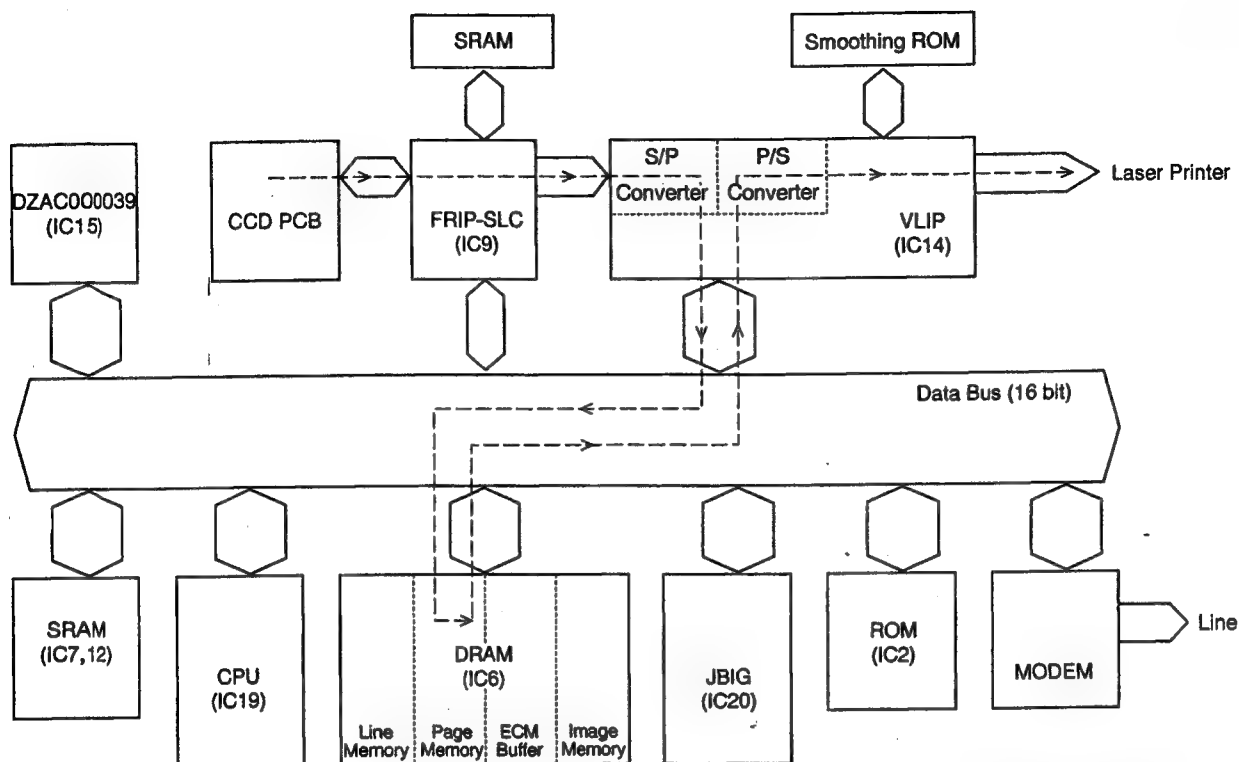 SRAM
Smoothing ROM
DZAC000039
(IC15)
CCD PCB
FRIP-SLC
(IC9)
S/P
Converter
P/S
Converter
VLIP
(IC14)
Laser Printer
Data Bus (16 bit)
SRAM
(IC7,12)
CPU
(IC19)
DRAM
(IC6)
Line
Memory
Page
Memory
ECM
Buffer
Image
Memory
JBIG
(IC20)
ROM
(IC2)
MODEM
Line